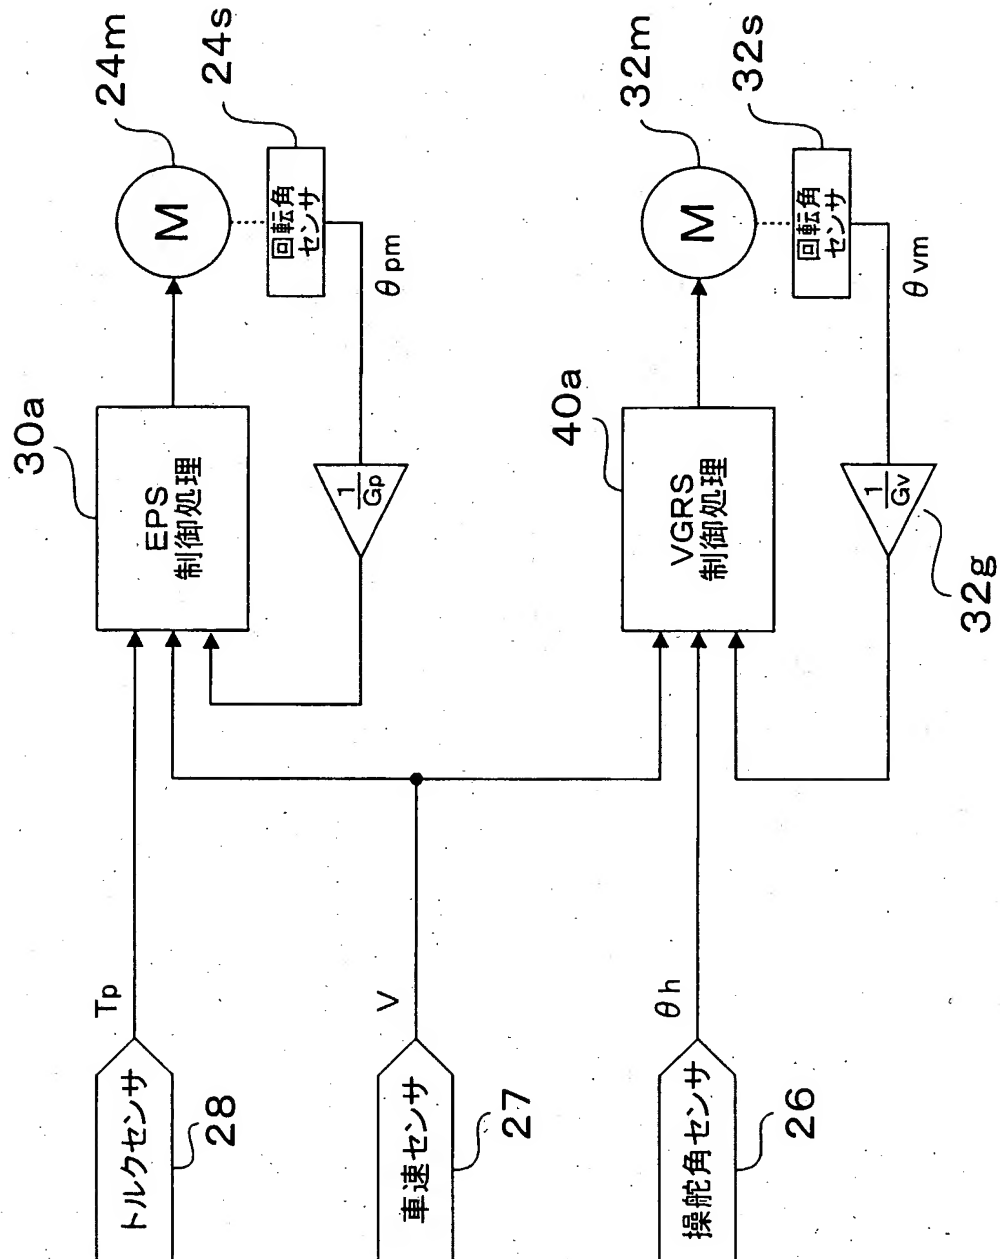 トルクセンサ
28
Tp
EPS
制御処理
30a
M
24m
回転角
センサ
24s
θpm
1
Gp
車速センサ
27
V
操舵角センサ
26
θh
VGRS
制御処理
40a
M
32m
回転角
センサ
32s
θvm
1
Gv
32g